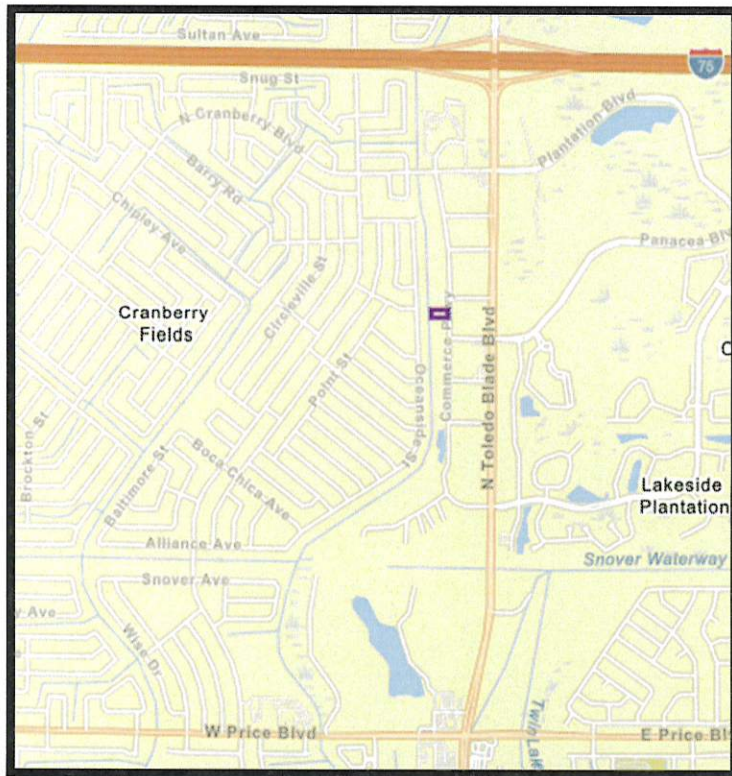 Sultan Ave
75
Snug St
N Cranberry Blvd
Plantation Blvd
Barry Rd
Chipley Ave
Panacea Blv
Circleville St
Cranberry
Fields
Commerce Pkwy
Point St
N Toledo Blade Blvd
Oceanside St
Brockton St
Boca Chica Ave
Baltimore St
Lakeside
Plantation
Alliance Ave
Snover Waterway
Snover Ave
y Ave
Wise Dr
Twin Lake
W Price Blvd
E Price Bl